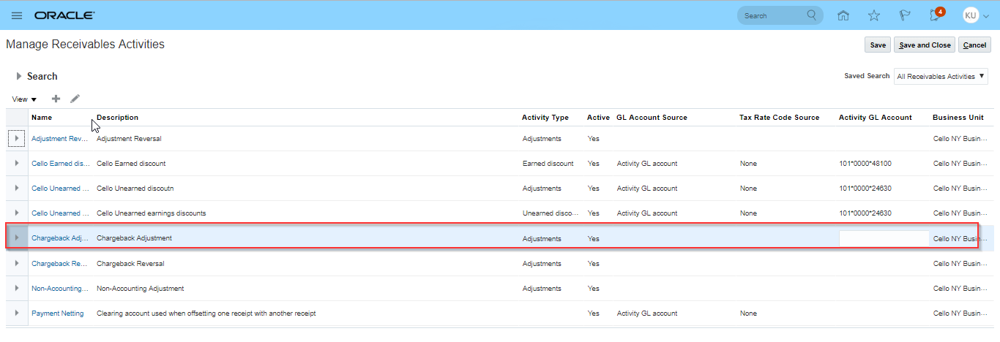 ORACLE Search 4 KU
Manage Receivables Activities Save Save and Close Cancel
Search Saved Search All Receivables Activities
View
Name Description Activity Type Active GL Account Source Tax Rate Code Source Activity GL Account Business Unit
Adjustment Rev... Adjustment Reversal Adjustments Yes Cello NY Busin...
Cello Earned dis... Cello Earned discount Earned discount Yes Activity GL account None 101*0000*48100 Cello NY Busin...
Cello Unearned ... Cello Unearned discoutn Adjustments Yes Activity GL account None 101*0000*24630 Cello NY Busin...
Cello Unearned ... Cello Unearned earnings discounts Unearned disco... Yes Activity GL account None 101*0000*24630 Cello NY Busin...
Chargeback Adj... Chargeback Adjustment Adjustments Yes Cello NY Busin...
Chargeback Re... Chargeback Reversal Adjustments Yes Cello NY Busin...
Non-Accounting... Non-Accounting Adjustment Adjustments Yes Cello NY Busin...
Payment Netting Clearing account used when offsetting one receipt with another receipt Yes Activity GL account None Cello NY Busin...